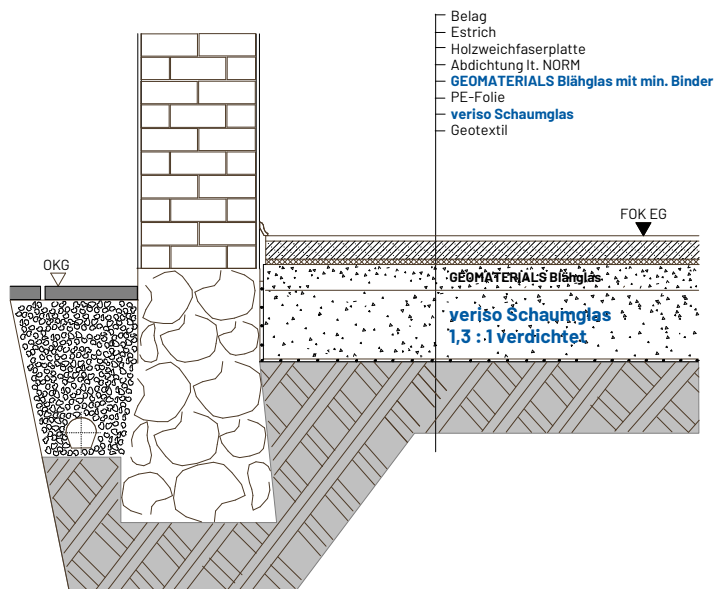 Belag
Estrich
Holzweichfaserplatte
Abdichtung lt. NORM
GEOMATERIALS Blähglas mit min. Binder
PE-Folie
veriso Schaumglas
Geotextil
FOK EG
OKG
GEOMATERIALS Blähglas
veriso Schaumglas
1,3 : 1 verdichtet